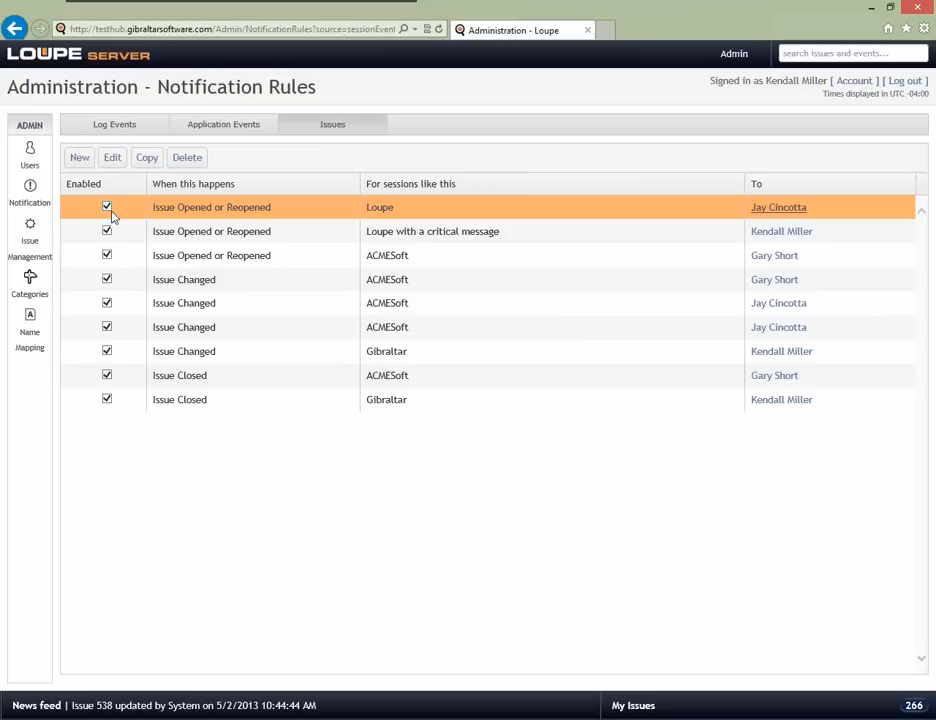 http://testhub.gibraltarsoftware.com/Admin/NotificationRules?source=sessionEvent
Administration - Loupe
LOUPE SERVER
Admin
search issues and events...
Administration - Notification Rules
Signed in as Kendall Miller [ Account ] [ Log out ]
Times displayed in UTC -04:00
ADMIN
Users
Notification
Issue
Management
Categories
Name
Mapping
Log Events Application Events Issues
New Edit Copy Delete
Enabled When this happens For sessions like this To
Issue Opened or Reopened Loupe Jay Cincotta
Issue Opened or Reopened Loupe with a critical message Kendall Miller
Issue Opened or Reopened ACMESoft Gary Short
Issue Changed ACMESoft Gary Short
Issue Changed ACMESoft Jay Cincotta
Issue Changed ACMESoft Jay Cincotta
Issue Changed Gibraltar Kendall Miller
Issue Closed ACMESoft Gary Short
Issue Closed Gibraltar Kendall Miller
News feed | Issue 538 updated by System on 5/2/2013 10:44:44 AM
My Issues 266